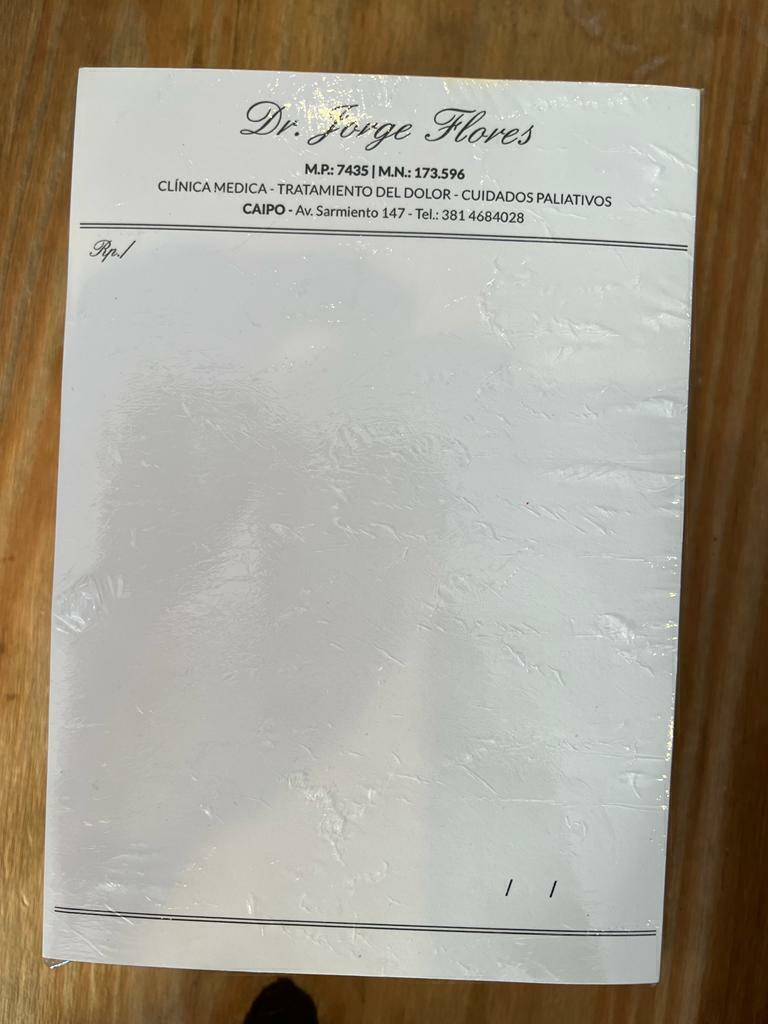 Dr. Jorge Flores
M.P.: 7435 | M.N.: 173.596
CLÍNICA MEDICA - TRATAMIENTO DEL DOLOR - CUIDADOS PALIATIVOS
CAIPO - Av. Sarmiento 147 - Tel.: 381 4684028
Rp./
/ /